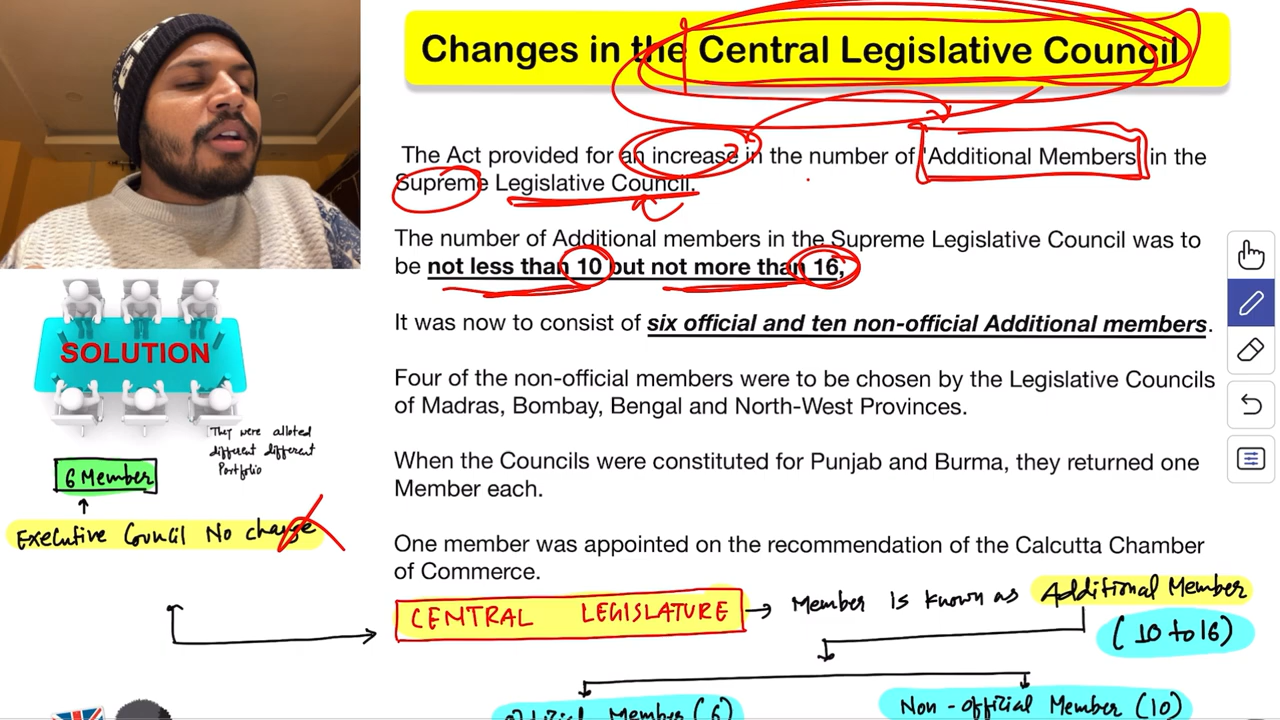 Changes in the Central Legislative Council
The Act provided for an increase in the number of 'Additional Members' in the
Supreme Legislative Council.
The number of Additional members in the Supreme Legislative Council was to
be not less than 10 but not more than 16,
It was now to consist of six official and ten non-official Additional members.
Four of the non-official members were to be chosen by the Legislative Councils
of Madras, Bombay, Bengal and North-West Provinces.
When the Councils were constituted for Punjab and Burma, they returned one
Member each.
One member was appointed on the recommendation of the Calcutta Chamber
of Commerce.
SOLUTION
They were alloted
different different
Portfolio
6 Member
Executive Council No change
CENTRAL LEGISLATURE
Member is known as Additional Member
(10 to 16)
Official Member (6)
Non-official Member (10)